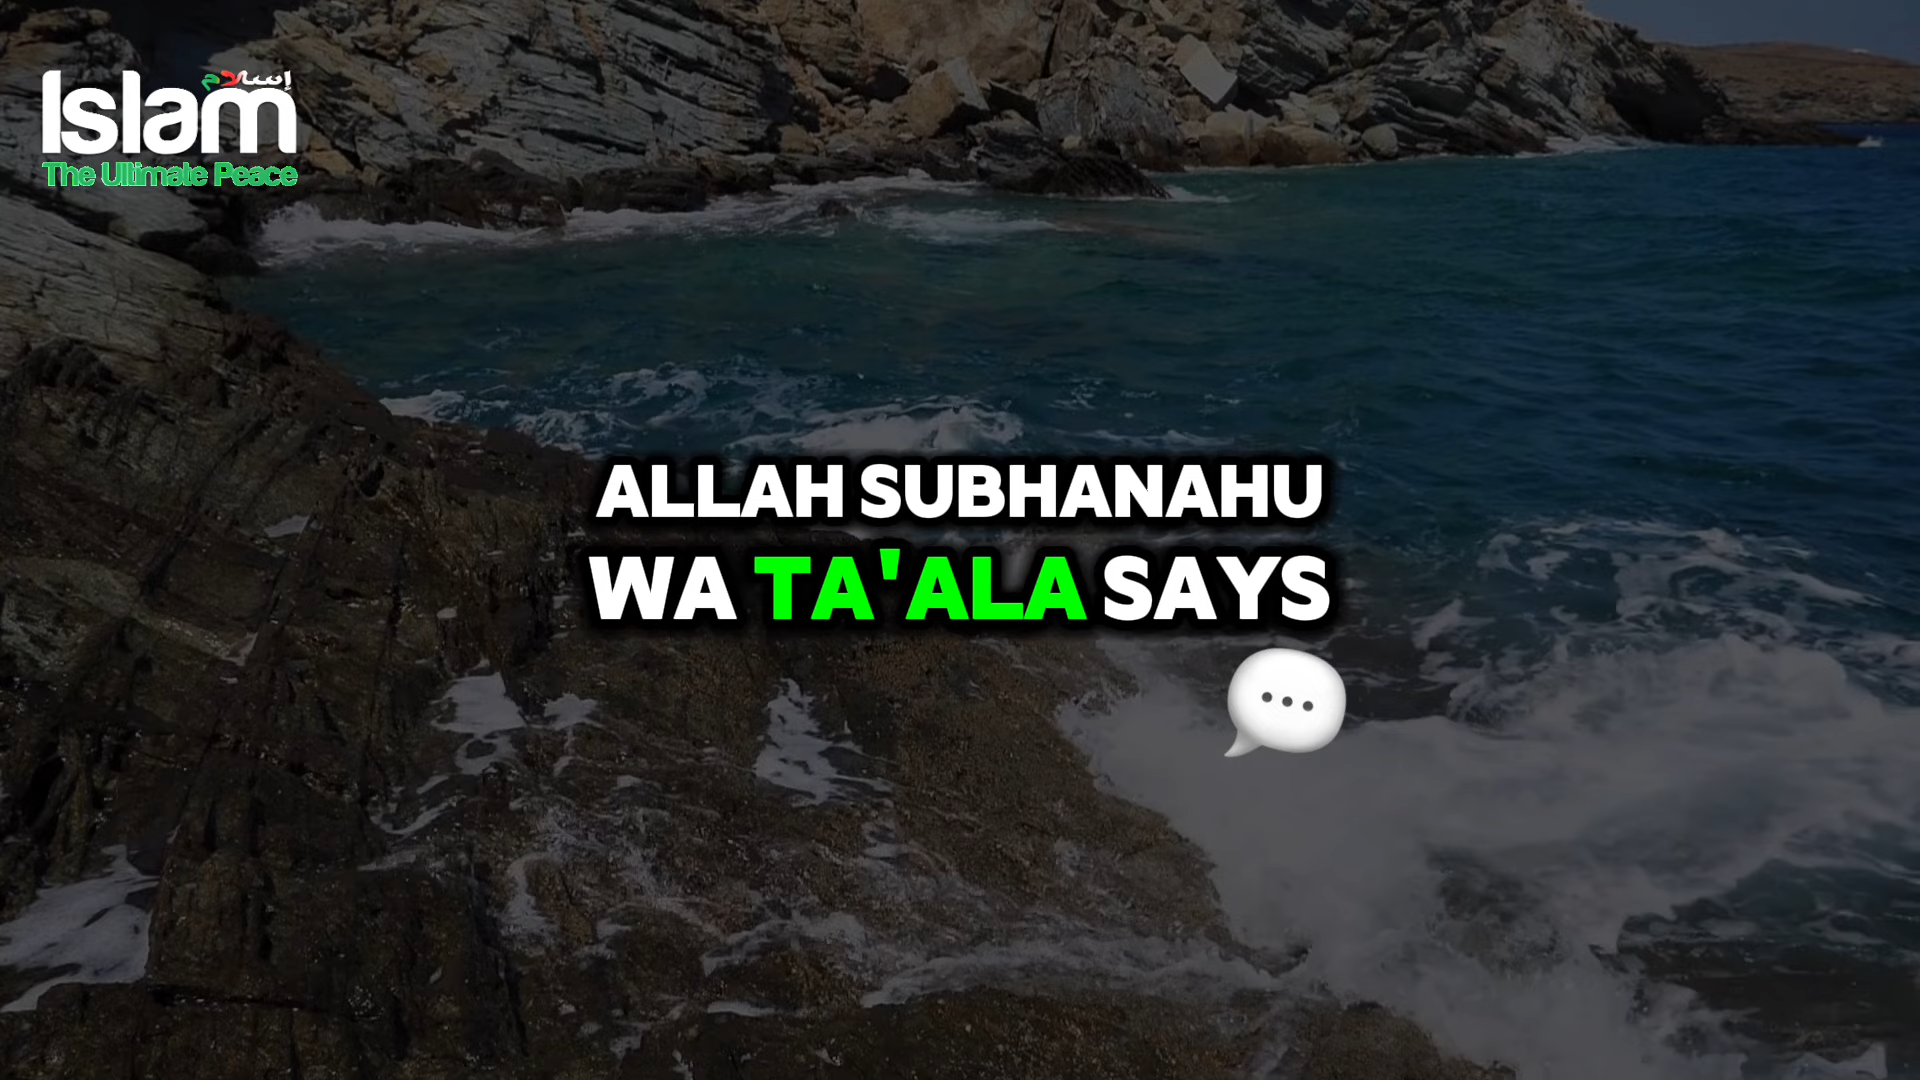 إسلام
Islam
The Ultimate Peace
ALLAH SUBHANAHU
WA TA'ALA SAYS